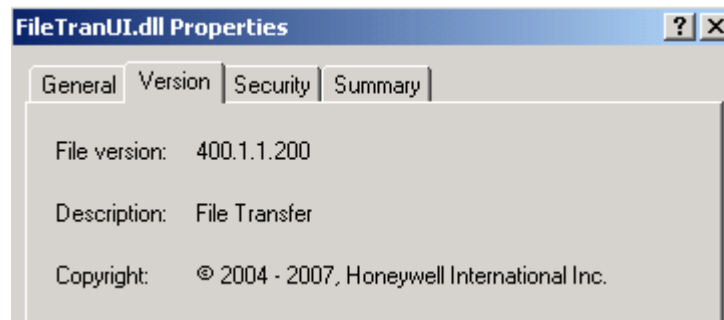 FileTranUI.dll Properties ? X
General Version Security Summary
File version: 400.1.1.200
Description: File Transfer
Copyright: © 2004 - 2007, Honeywell International Inc.